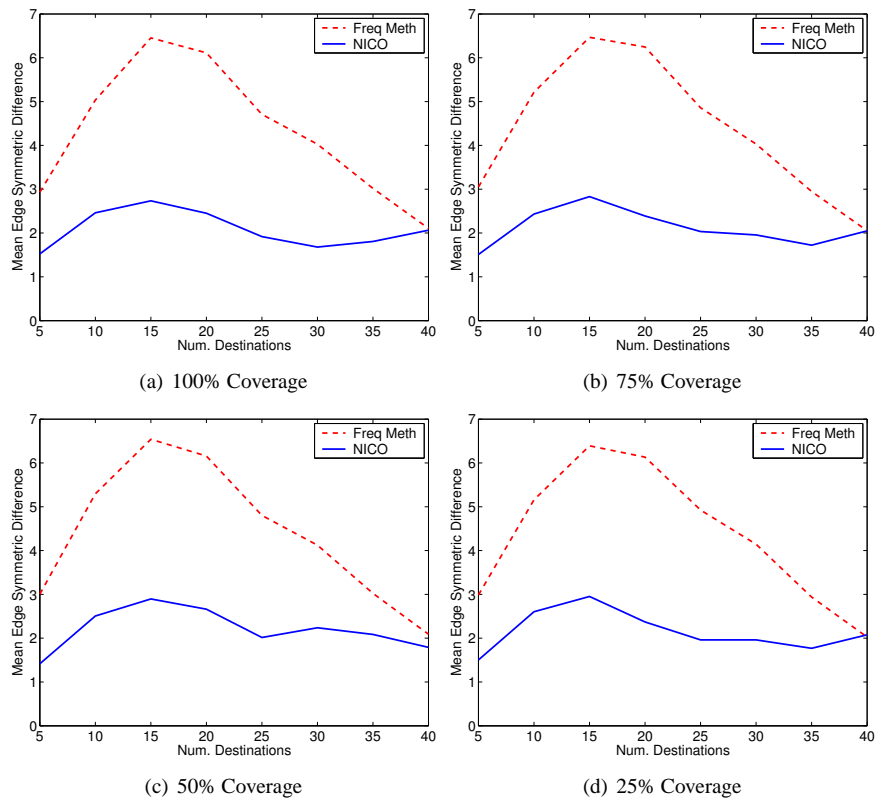 7
6
5
4
3
2
1
0
Mean Edge Symmetric Difference
Freq Meth
NICO
5 10 15 20 25 30 35 40
Num. Destinations
(a) 100% Coverage
7
6
5
4
3
2
1
0
Mean Edge Symmetric Difference
Freq Meth
NICO
5 10 15 20 25 30 35 40
Num. Destinations
(b) 75% Coverage
7
6
5
4
3
2
1
0
Mean Edge Symmetric Difference
Freq Meth
NICO
5 10 15 20 25 30 35 40
Num. Destinations
(c) 50% Coverage
7
6
5
4
3
2
1
0
Mean Edge Symmetric Difference
Freq Meth
NICO
5 10 15 20 25 30 35 40
Num. Destinations
(d) 25% Coverage